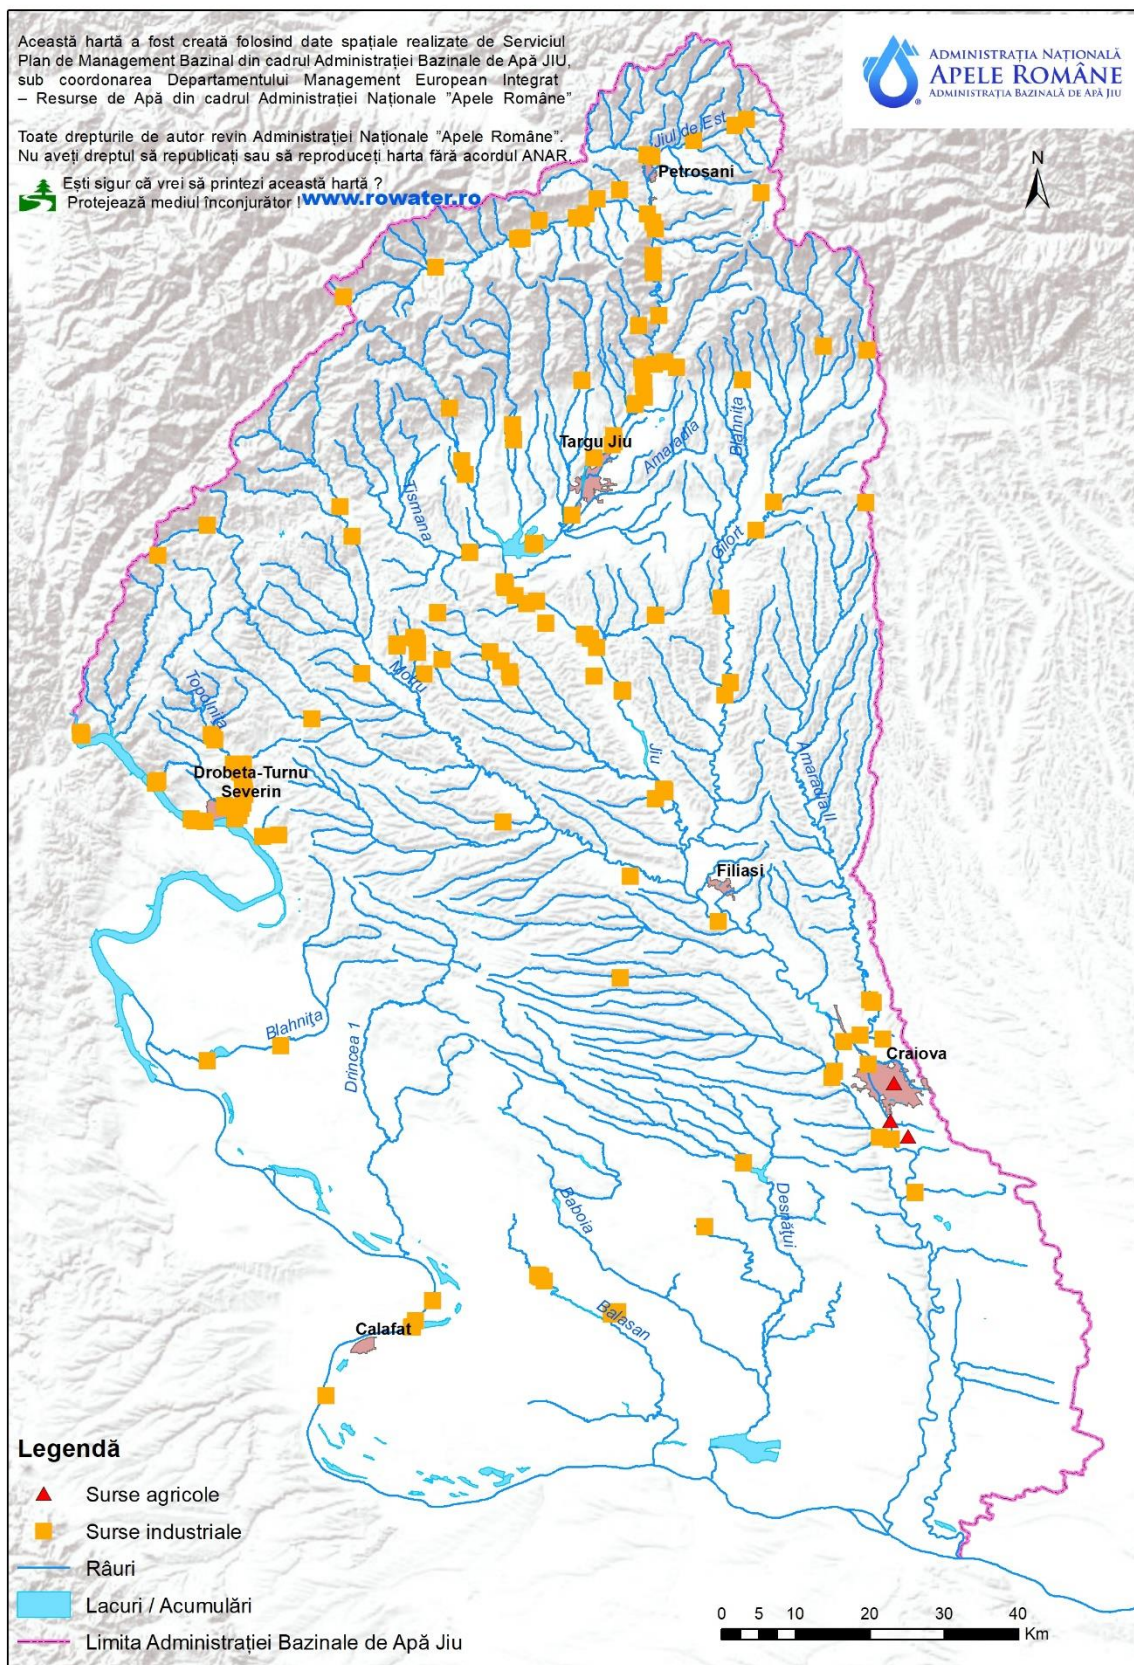 Această hartă a fost creată folosind date spațiale realizate de Serviciul
Plan de Management Bazinal din cadrul Administrației Bazinale de Apă JIU,
sub coordonarea Departamentului Management European Integrat
– Resurse de Apă din cadrul Administrației Naționale ”Apele Române”
Toate drepturile de autor revin Administrației Naționale ”Apele Române”.
Nu aveți dreptul să republicați sau să reproduceți harta fără acordul ANAR.
Ești sigur că vrei să printezi această hartă ?
Protejează mediul înconjurător ! www.rowater.ro
ADMINISTRAȚIA NAȚIONALĂ
APELE ROMÂNE
ADMINISTRAȚIA BAZINALĂ DE APĂ JIU
®
N
Jiul de Est
Petrosani
Targu Jiu
Amaradia
Blahnița
Tismana
Gilort
Motru
Topolnița
Drobeta-Turnu
Severin
Jiu
Amaradia II
Filiasi
Blahnița
Drincea 1
Craiova
Baboia
Desnățui
Balasan
Calafat
Legendă
Surse agricole
Surse industriale
Râuri
Lacuri / Acumulări
Limita Administrației Bazinale de Apă Jiu
0 5 10 20 30 40
Km